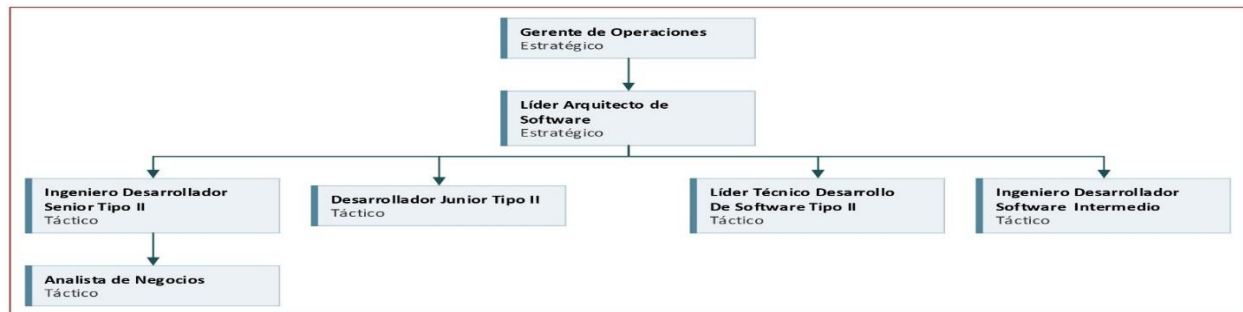 Gerente de Operaciones
Estratégico
Líder Arquitecto de
Software
Estratégico
Ingeniero Desarrollador
Senior Tipo II
Táctico
Desarrollador Junior Tipo II
Táctico
Líder Técnico Desarrollo
De Software Tipo II
Táctico
Ingeniero Desarrollador
Software Intermedio
Táctico
Analista de Negocios
Táctico